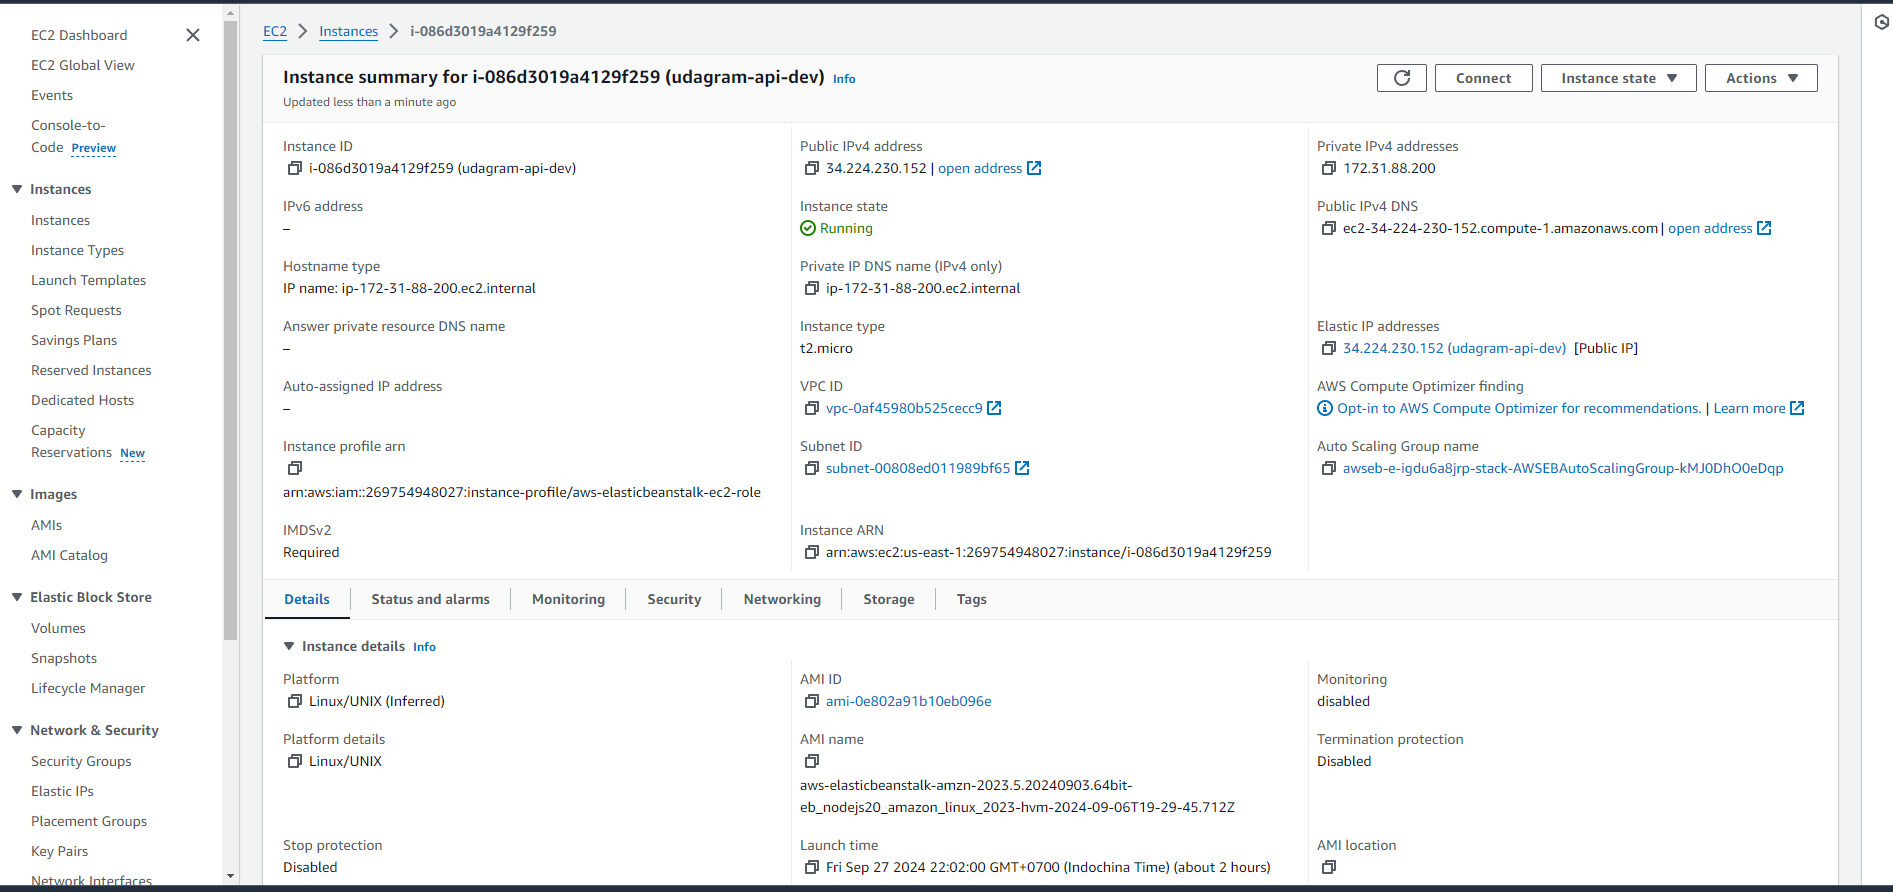 EC2 Dashboard
EC2 Global View
Events
Console-to-
Code Preview
Instances
Instances
Instance Types
Launch Templates
Spot Requests
Savings Plans
Reserved Instances
Dedicated Hosts
Capacity
Reservations New
Images
AMIs
AMI Catalog
Elastic Block Store
Volumes
Snapshots
Lifecycle Manager
Network & Security
Security Groups
Elastic IPs
Placement Groups
Key Pairs
Network Interfaces
EC2 > Instances > i-086d3019a4129f259
Instance summary for i-086d3019a4129f259 (udagram-api-dev) Info
Updated less than a minute ago
Connect
Instance state
Actions
Instance ID
i-086d3019a4129f259 (udagram-api-dev)
Public IPv4 address
34.224.230.152 | open address
Private IPv4 addresses
172.31.88.200
IPv6 address
–
Instance state
Running
Public IPv4 DNS
ec2-34-224-230-152.compute-1.amazonaws.com | open address
Hostname type
IP name: ip-172-31-88-200.ec2.internal
Private IP DNS name (IPv4 only)
ip-172-31-88-200.ec2.internal
Answer private resource DNS name
–
Instance type
t2.micro
Elastic IP addresses
34.224.230.152 (udagram-api-dev) [Public IP]
Auto-assigned IP address
–
VPC ID
vpc-0af45980b525cecc9
AWS Compute Optimizer finding
Opt-in to AWS Compute Optimizer for recommendations. | Learn more
Instance profile arn
arn:aws:iam::269754948027:instance-profile/aws-elasticbeanstalk-ec2-role
Subnet ID
subnet-00808ed011989bf65
Auto Scaling Group name
awseb-e-igdu6a8jrp-stack-AWSEBAutoScalingGroup-kMJ0DhO0eDqp
IMDSv2
Required
Instance ARN
arn:aws:ec2:us-east-1:269754948027:instance/i-086d3019a4129f259
Details
Status and alarms
Monitoring
Security
Networking
Storage
Tags
Instance details Info
Platform
Linux/UNIX (Inferred)
AMI ID
ami-0e802a91b10eb096e
Monitoring
disabled
Platform details
Linux/UNIX
AMI name
aws-elasticbeanstalk-amzn-2023.5.20240903.64bit-
eb_nodejs20_amazon_linux_2023-hvm-2024-09-06T19-29-45.712Z
Termination protection
Disabled
Stop protection
Disabled
Launch time
Fri Sep 27 2024 22:02:00 GMT+0700 (Indochina Time) (about 2 hours)
AMI location